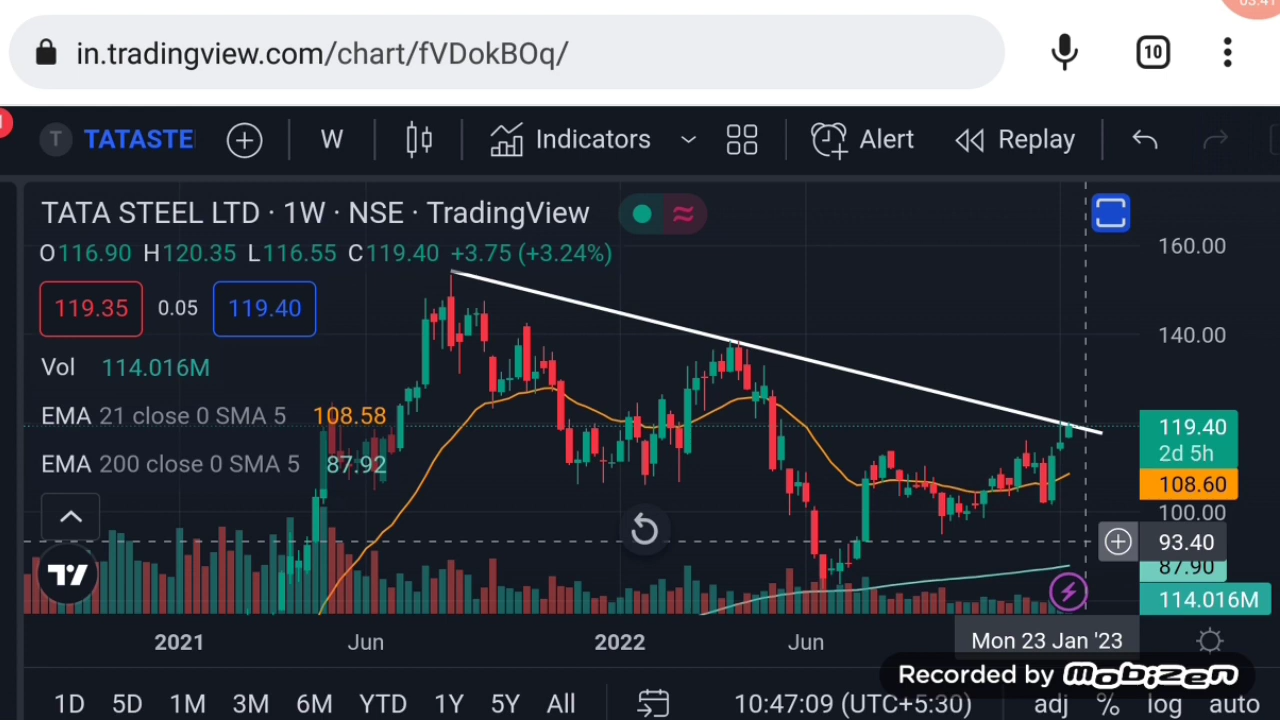 03:41
in.tradingview.com/chart/fVDokBOq/
10
T TATASTE W Indicators Alert Replay
TATA STEEL LTD · 1W · NSE · TradingView
O116.90 H120.35 L116.55 C119.40 +3.75 (+3.24%)
119.35 0.05 119.40
Vol 114.016M
EMA 21 close 0 SMA 5 108.58
EMA 200 close 0 SMA 5 87.92
160.00
140.00
119.40
2d 5h
108.60
100.00
93.40
87.90
114.016M
2021 Jun 2022 Jun Mon 23 Jan '23
Recorded by Mobizen
1D 5D 1M 3M 6M YTD 1Y 5Y All 10:47:09 (UTC+5:30) adj % log auto